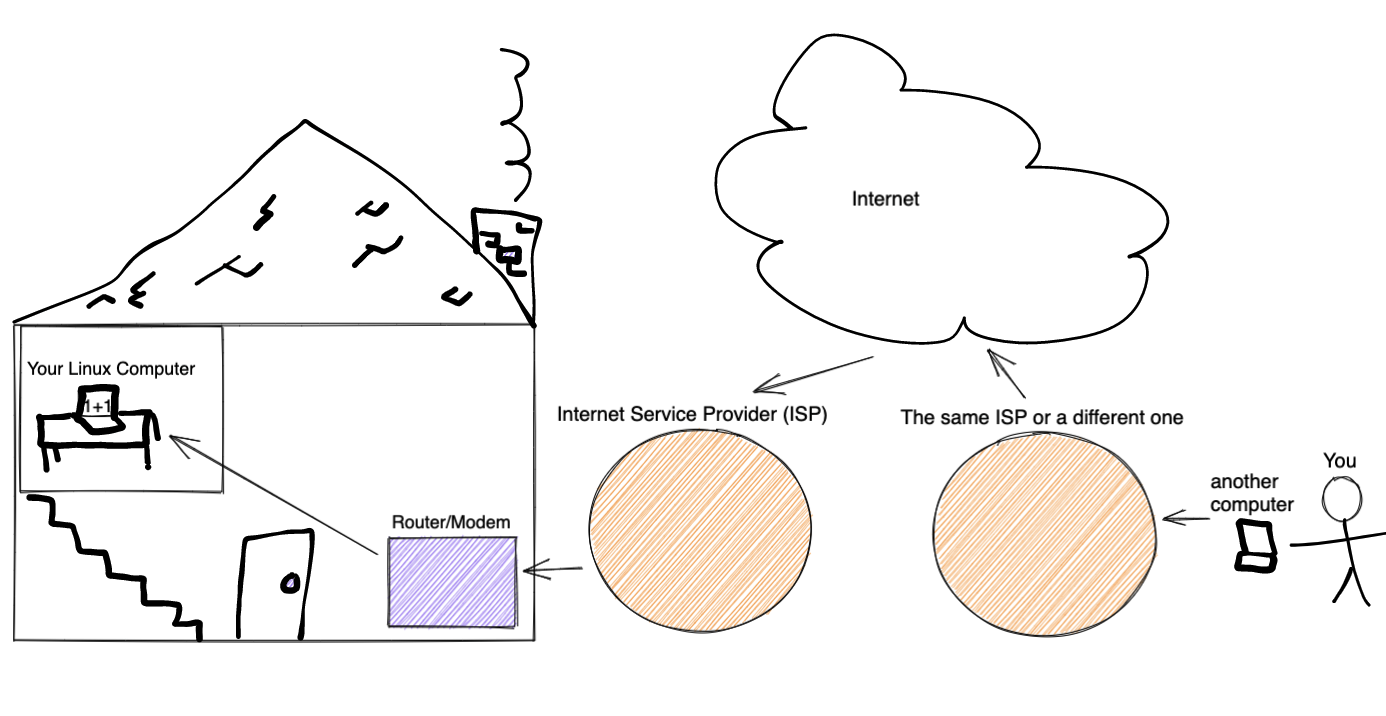 Internet
Your Linux Computer
1+1
Internet Service Provider (ISP)
The same ISP or a different one
You
another
computer
Router/Modem